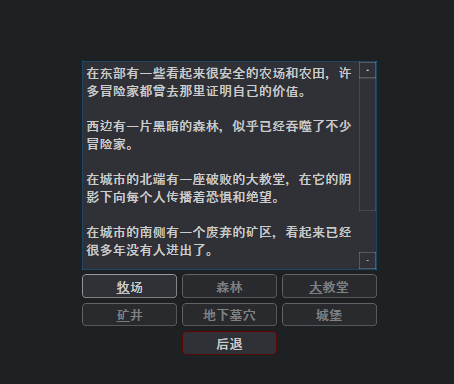 在东部有一些看起来很安全的农场和农田，许
多冒险家都曾去那里证明自己的价值。
西边有一片黑暗的森林，似乎已经吞噬了不少
冒险家。
在城市的北端有一座破败的大教堂，在它的阴
影下向每个人传播着恐惧和绝望。
在城市的南侧有一个废弃的矿区，看起来已经
很多年没有人进出了。
牧场 森林 大教堂
矿井 地下墓穴 城堡
后退